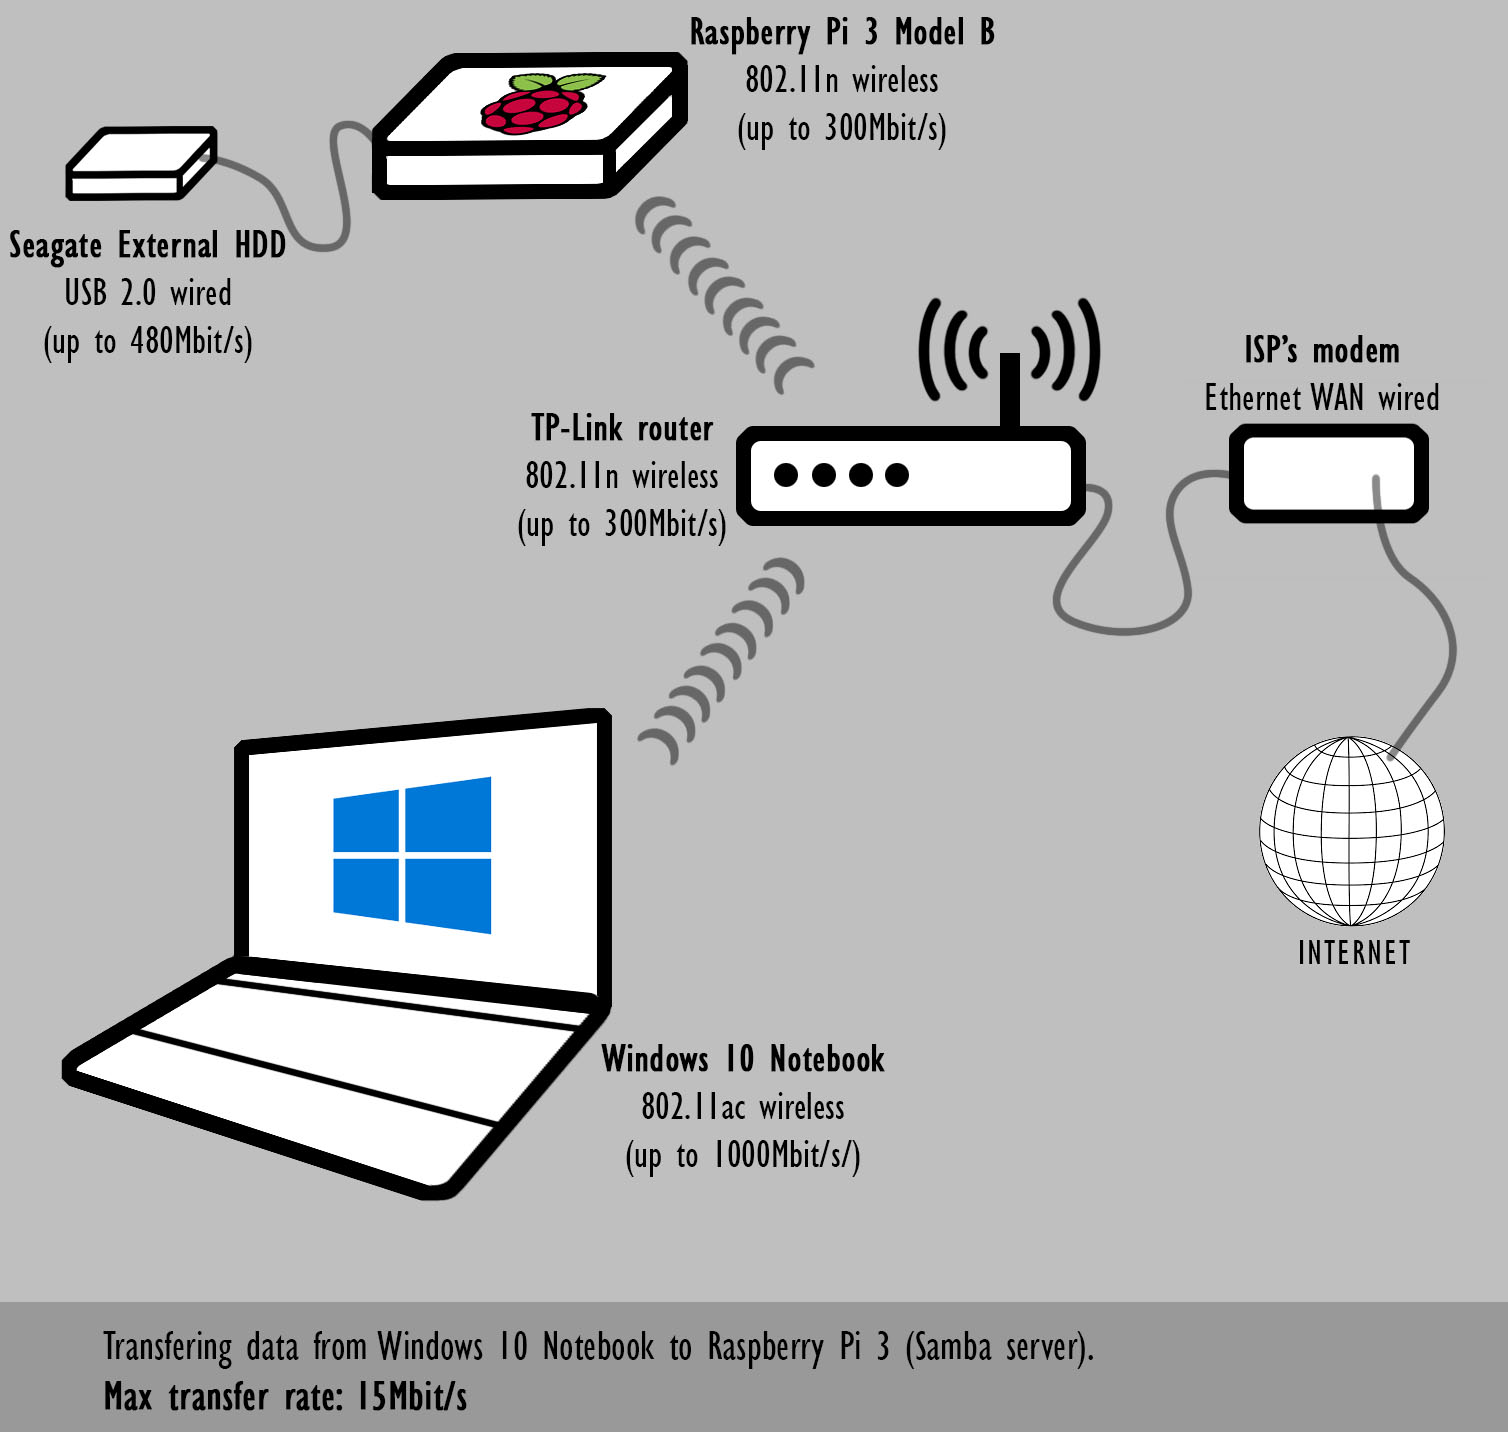 Raspberry Pi 3 Model B
802.11n wireless
(up to 300Mbit/s)
Seagate External HDD
USB 2.0 wired
(up to 480Mbit/s)
ISP's modem
Ethernet WAN wired
TP-Link router
802.11n wireless
(up to 300Mbit/s)
INTERNET
Windows 10 Notebook
802.11ac wireless
(up to 1000Mbit/s/)
Transfering data from Windows 10 Notebook to Raspberry Pi 3 (Samba server).
Max transfer rate: 15Mbit/s